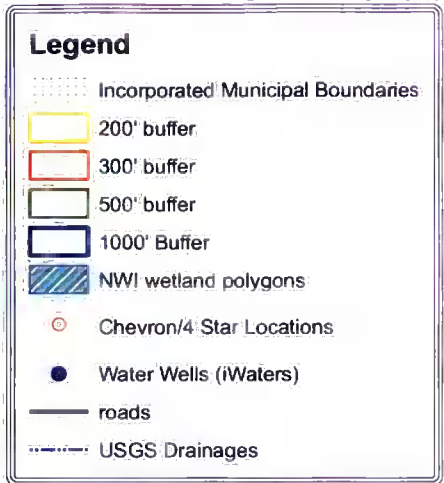 Legend
Incorporated Municipal Boundaries
200' buffer
300' buffer
500' buffer
1000' Buffer
NWI wetland polygons
Chevron/4 Star Locations
Water Wells (iWaters)
roads
USGS Drainages